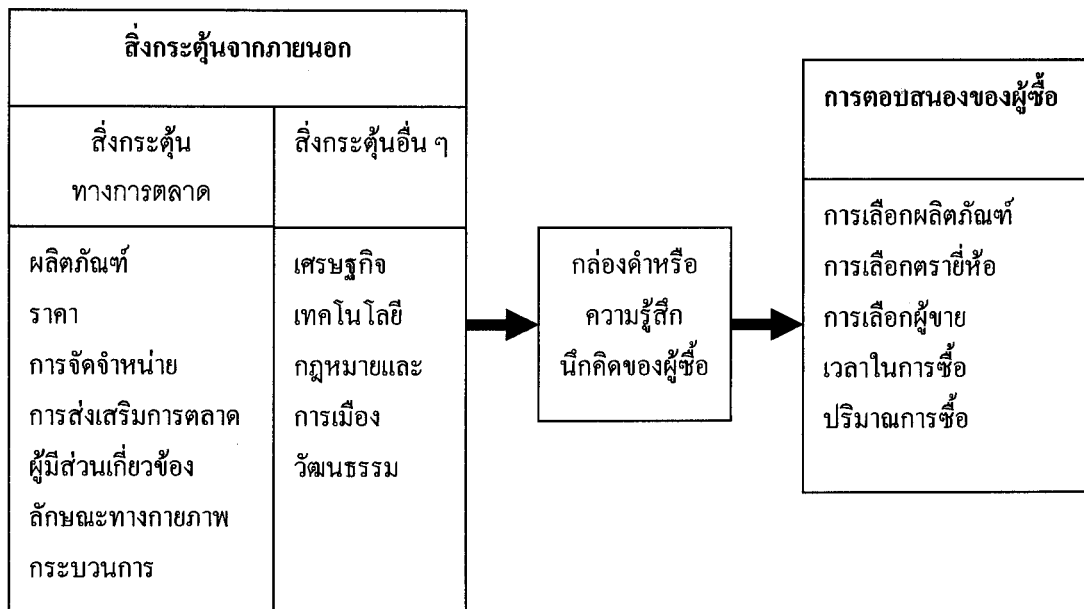 สิ่งกระตุ้นจากภายนอก
สิ่งกระตุ้น
ทางการตลาด
สิ่งกระตุ้นอื่น ๆ
ผลิตภัณฑ์
ราคา
การจัดจำหน่าย
การส่งเสริมการตลาด
ผู้มีส่วนเกี่ยวข้อง
ลักษณะทางกายภาพ
กระบวนการ
เศรษฐกิจ
เทคโนโลยี
กฎหมายและ
การเมือง
วัฒนธรรม
กล่องดำหรือ
ความรู้สึก
นึกคิดของผู้ซื้อ
การตอบสนองของผู้ซื้อ
การเลือกผลิตภัณฑ์
การเลือกตรายี่ห้อ
การเลือกผู้ขาย
เวลาในการซื้อ
ปริมาณการซื้อ